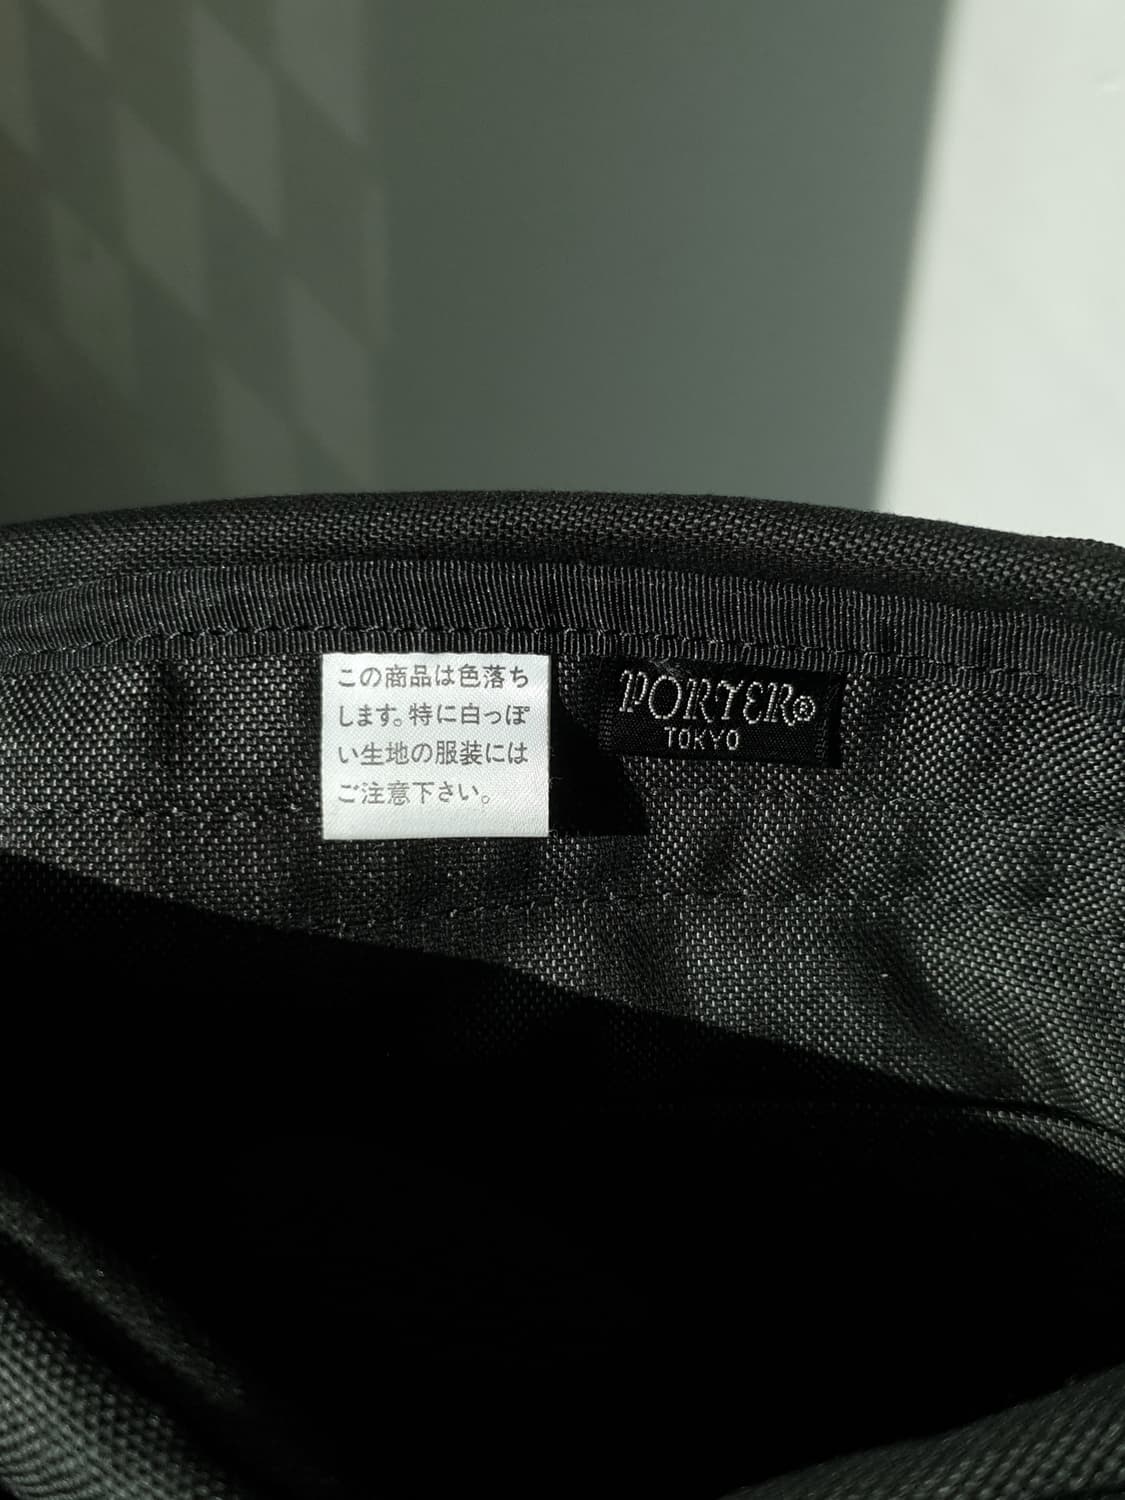 この商品は色落ち
します。特に白っぽ
い生地の服装には
ご注意下さい。
PORTER®
TOKYO